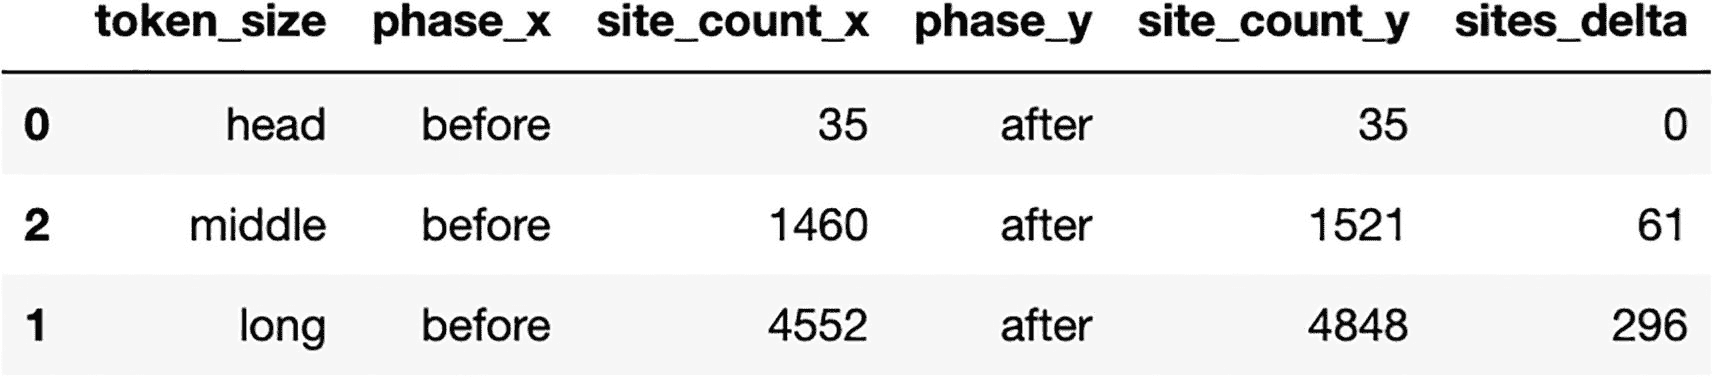 token_size phase_x site_count_x phase_y site_count_y sites_delta
0 head before 35 after 35 0
2 middle before 1460 after 1521 61
1 long before 4552 after 4848 296